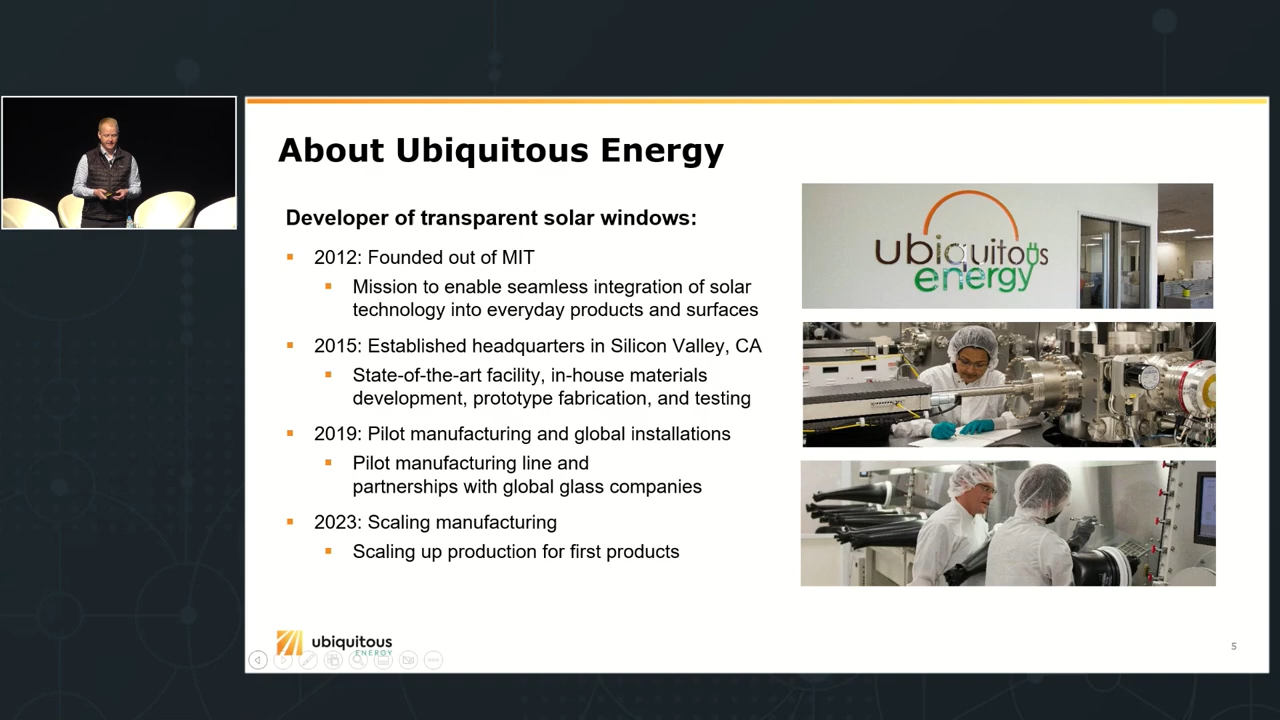 About Ubiquitous Energy
Developer of transparent solar windows:
2012: Founded out of MIT
Mission to enable seamless integration of solar
technology into everyday products and surfaces
2015: Established headquarters in Silicon Valley, CA
State-of-the-art facility, in-house materials
development, prototype fabrication, and testing
2019: Pilot manufacturing and global installations
Pilot manufacturing line and
partnerships with global glass companies
2023: Scaling manufacturing
Scaling up production for first products
ubiquitous
energy
ubiquitous
ENERGY
5